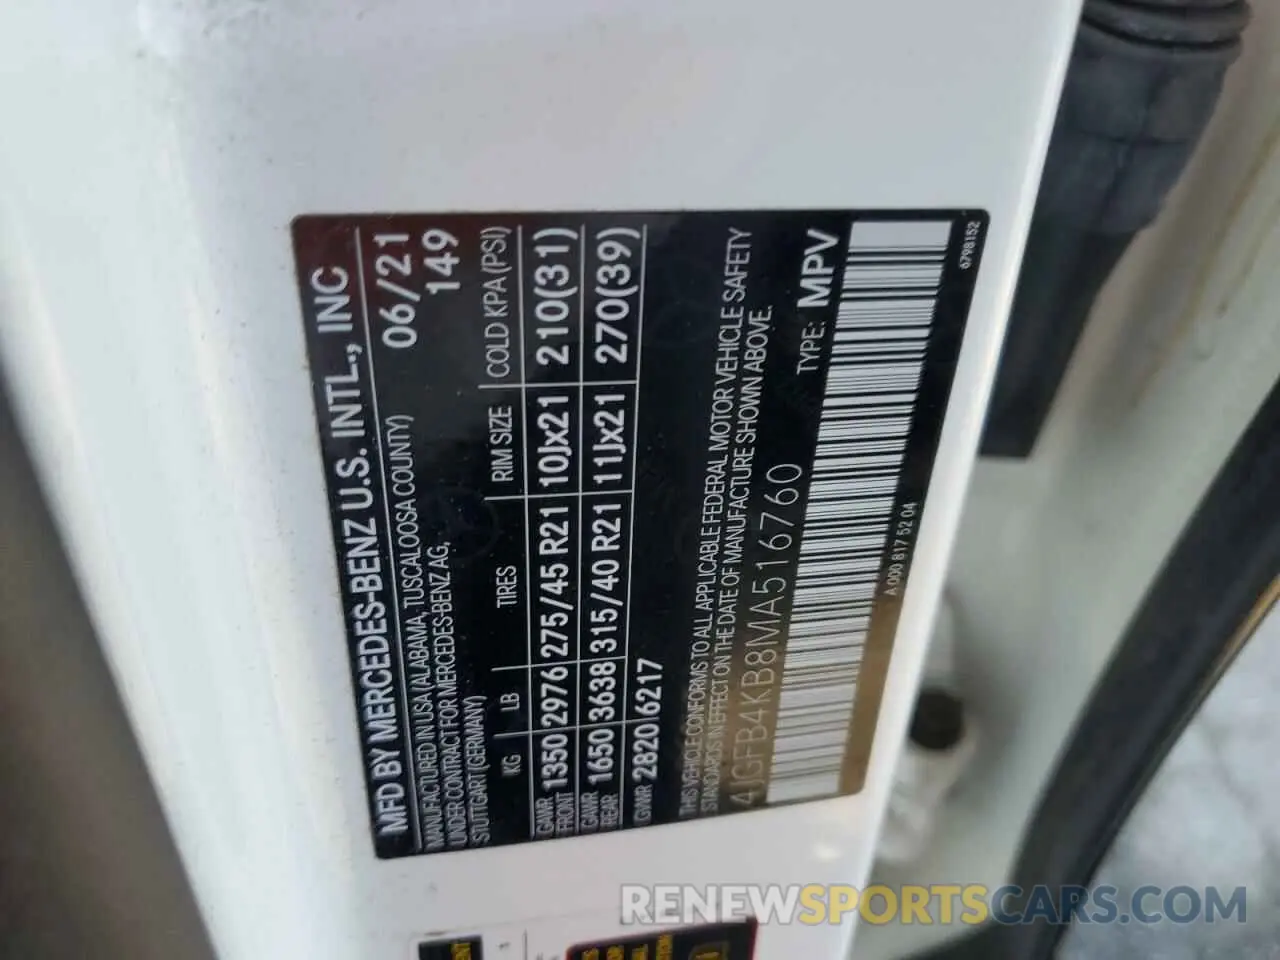 MFD BY MERCEDES-BENZ U.S. INTL., INC
MANUFACTURED IN USA (ALABAMA, TUSCALOOSA COUNTY) 06/21
UNDER CONTRACT FOR MERCEDES-BENZ AG, 149
STUTTGART (GERMANY)
KG LB TIRES RIM SIZE COLD KPA (PSI)
GAWR FRONT 1350 2976 275/45 R21 10Jx21 210(31)
GAWR REAR 1650 3638 315/40 R21 11Jx21 270(39)
GVWR 2820 6217
THIS VEHICLE CONFORMS TO ALL APPLICABLE FEDERAL MOTOR VEHICLE SAFETY
STANDARDS IN EFFECT ON THE DATE OF MANUFACTURE SHOWN ABOVE.
4JGFB4KB8MA516760 TYPE: MPV
A 000 817 52 04
6798152
RENEWSPORTSCARS.COM